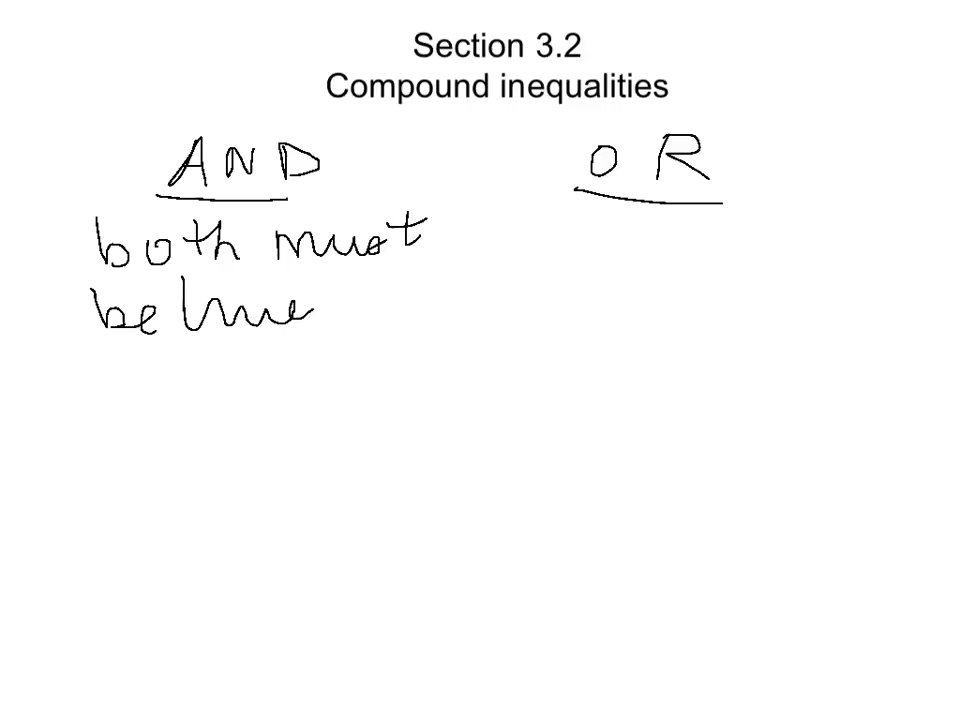 Section 3.2
Compound inequalities
AND OR
both must
be true